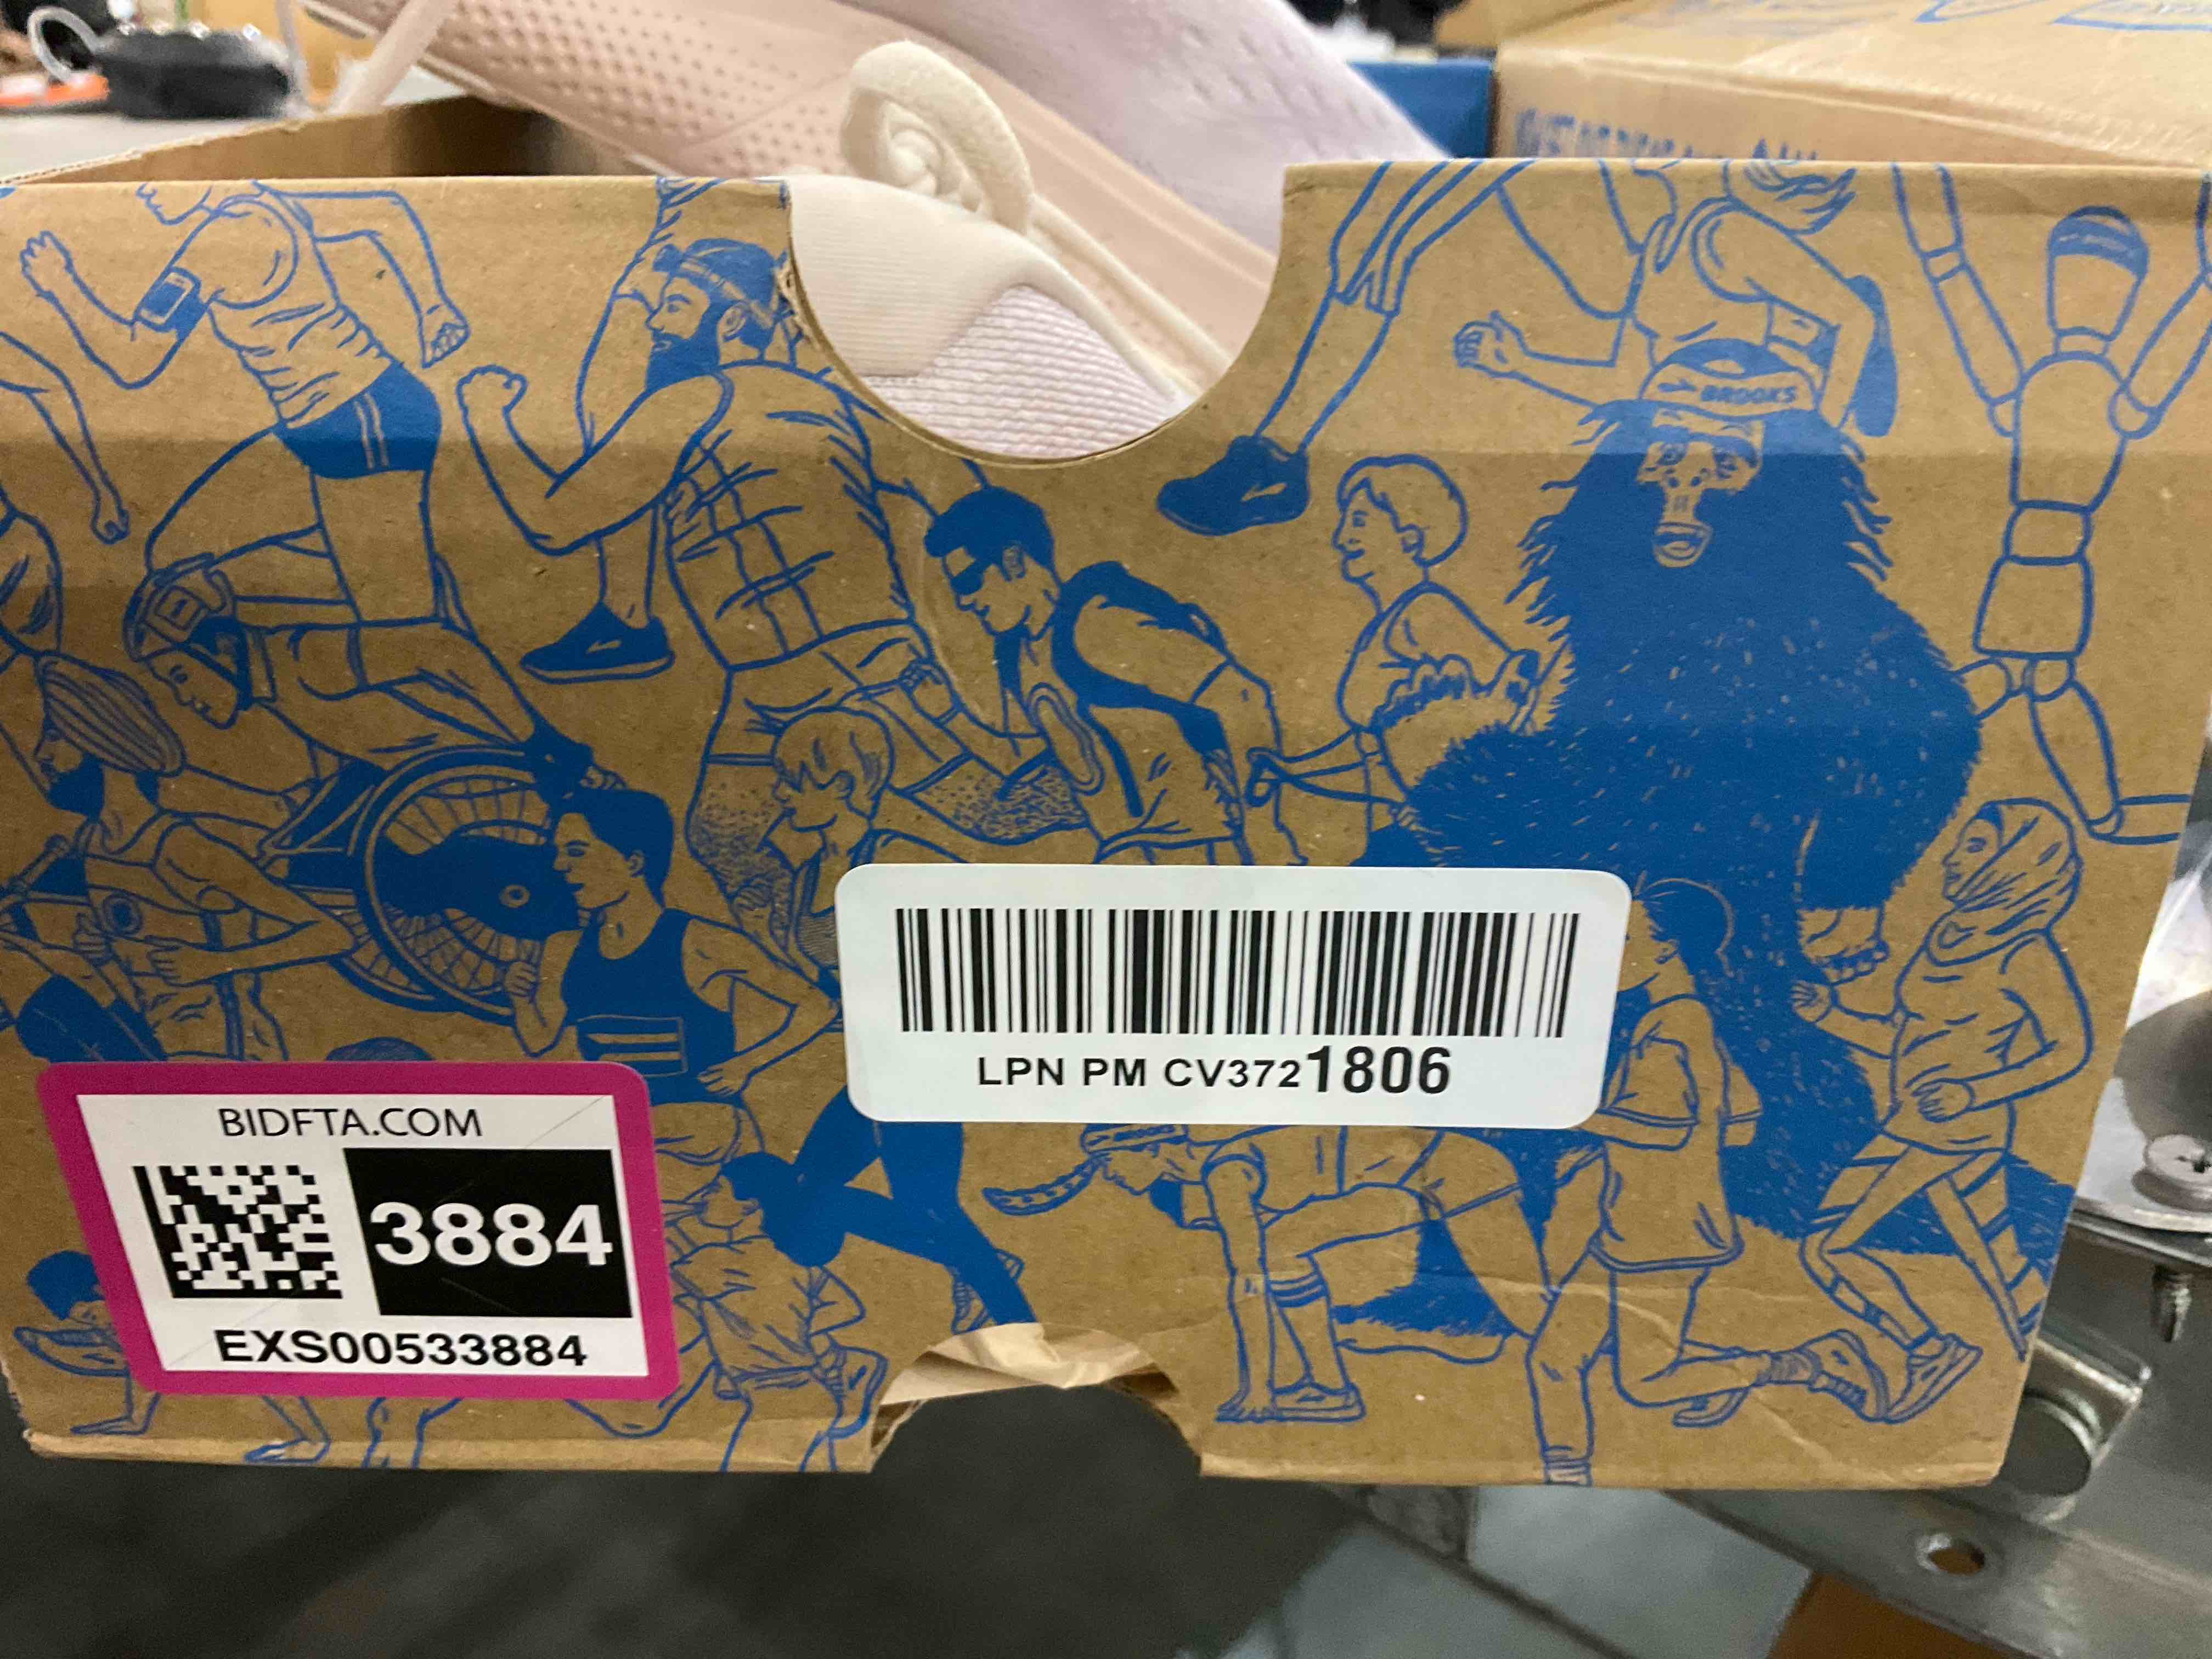 BROOKS
LPN PM CV3721806
BIDFTA.COM
3884
EXS00533884